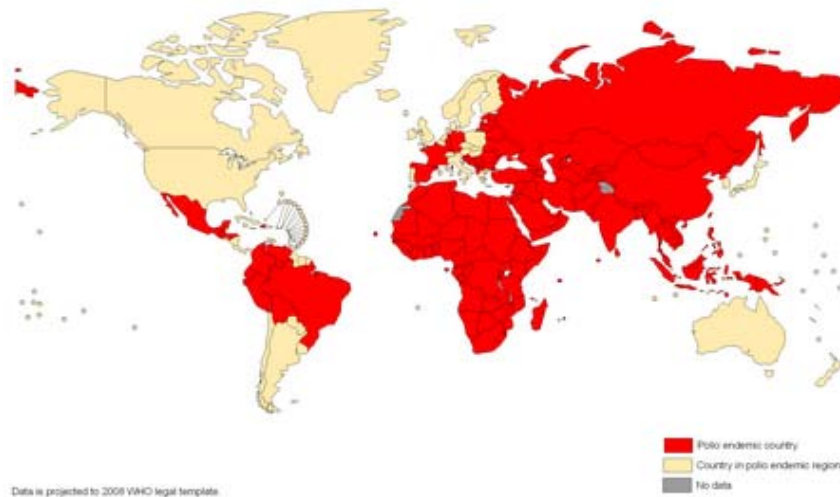 Polio endemic country
Country in polio endemic region
No data
Data is projected to 2008 WHO legal template